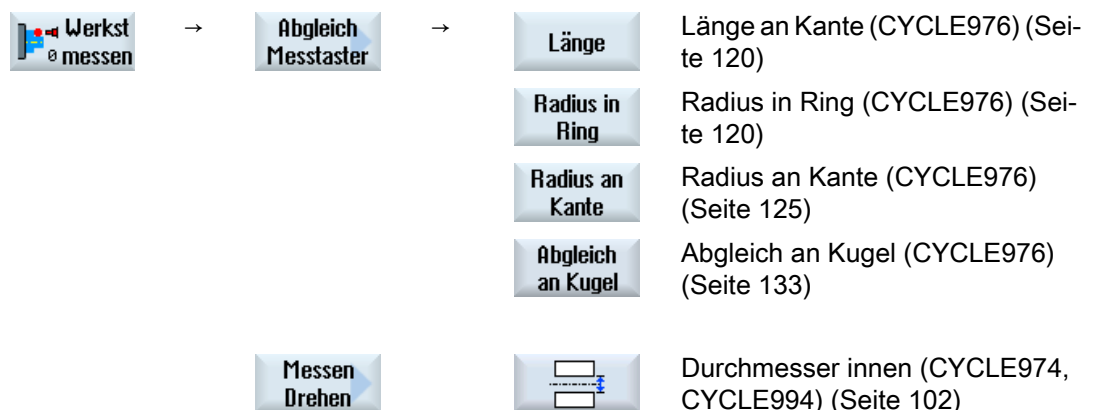 Werkst
0 messen
→
Abgleich
Messtaster
→
Länge
Länge an Kante (CYCLE976) (Sei-
te 120)
Radius in
Ring
Radius in Ring (CYCLE976) (Sei-
te 120)
Radius an
Kante
Radius an Kante (CYCLE976)
(Seite 125)
Abgleich
an Kugel
Abgleich an Kugel (CYCLE976)
(Seite 133)
Messen
Drehen
Durchmesser innen (CYCLE974,
CYCLE994) (Seite 102)